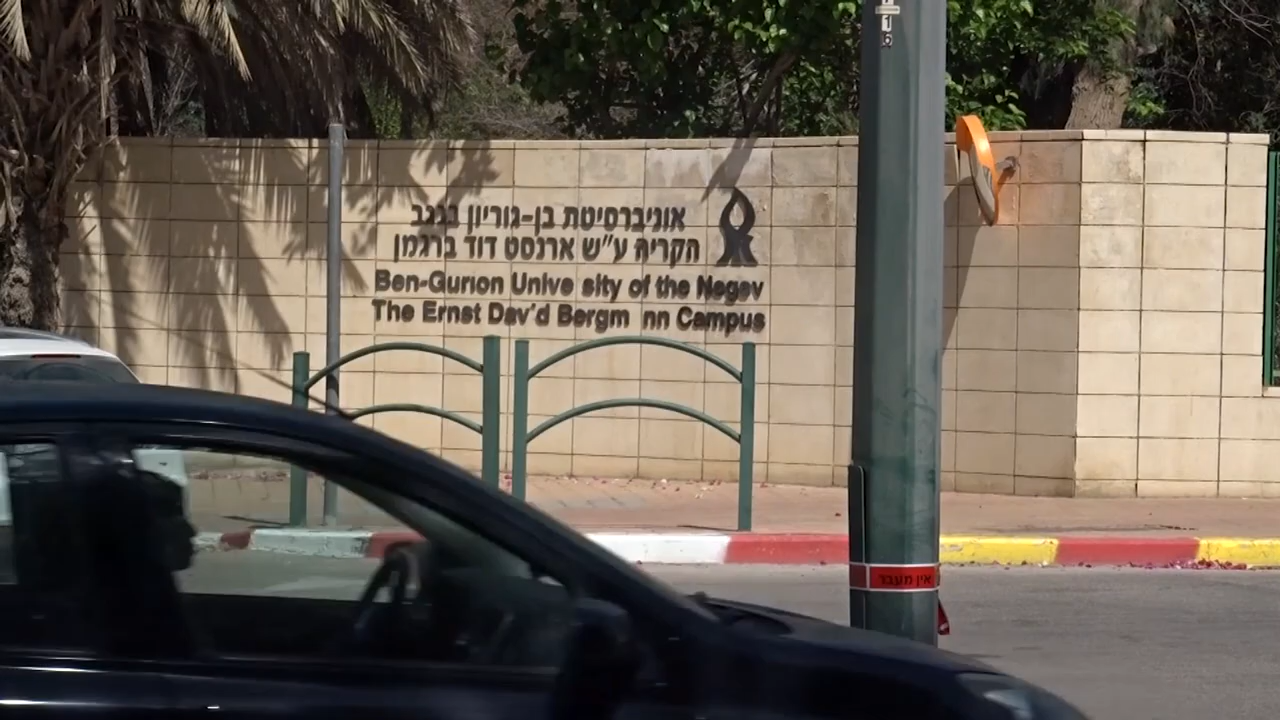 אוניברסיטת בן-גוריון בנגב
הקריה ע"ש ארנסט דוד ברגמן
Ben-Gurion Unive sity of the Negev
The Ernst Dav'd Bergm nn Campus
16
אין מעבר